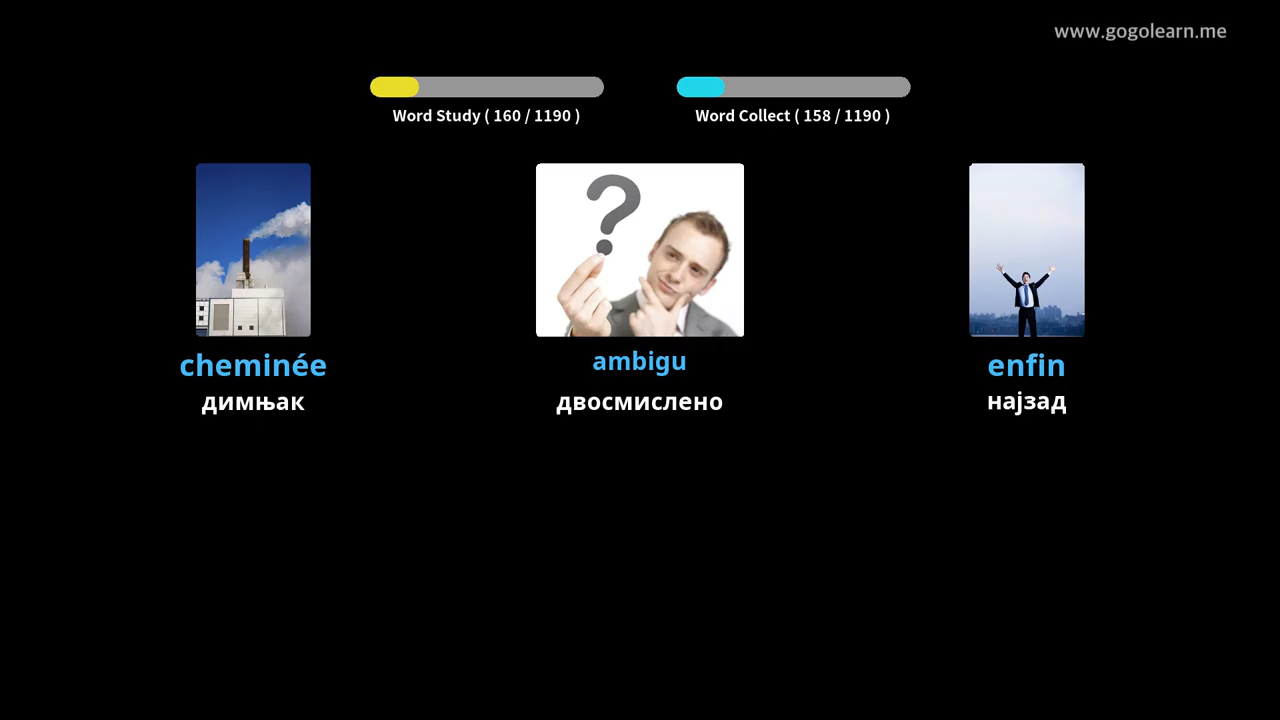 www.gogolearn.me
Word Study ( 160 / 1190 )
Word Collect ( 158 / 1190 )
cheminée
димњак
ambigu
двосмислено
enfin
најзад